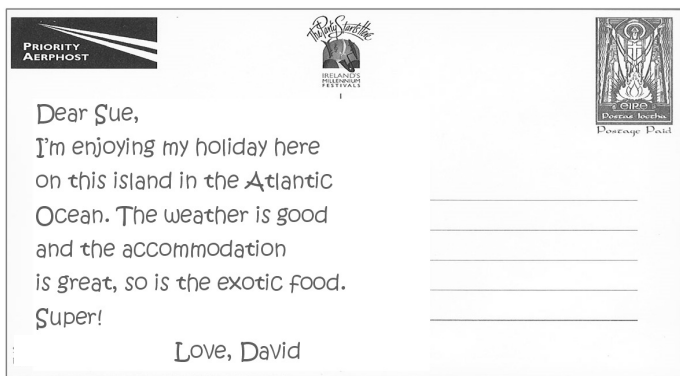 PRIORITY
AERPHOST
The Party Starts Here
IRELAND'S
MILLENNIUM
FESTIVALS
EIRE
Postas Ioctha
Postage Paid
Dear Sue,
I'm enjoying my holiday here
on this island in the Atlantic
Ocean. The weather is good
and the accommodation
is great, so is the exotic food.
Super!
Love, David